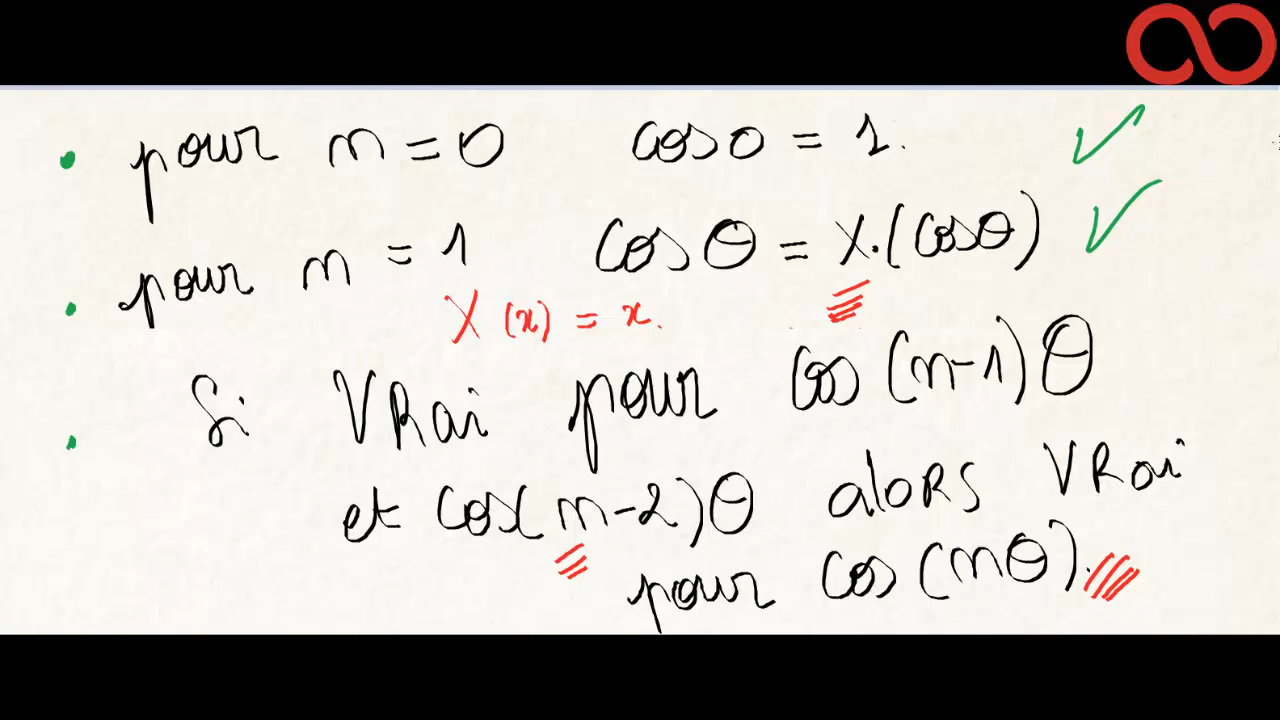 • pour n = 0 cos 0 = 1.
• pour n = 1 cos θ = X.(cos θ)
X (x) = x.
• Si VRai pour cos (n-1)θ
et cos(n-2)θ alors VRai
pour cos (nθ).